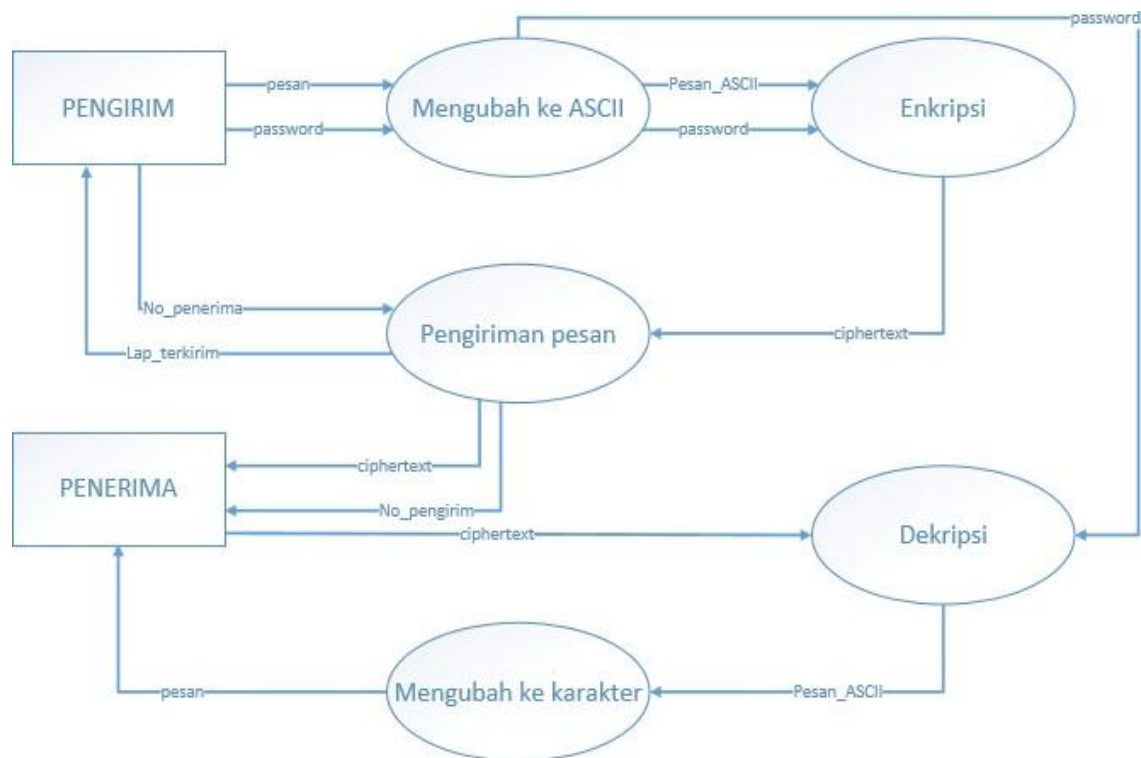 password
PENGIRIM
pesan
password
Mengubah ke ASCII
Pesan_ASCII
password
Enkripsi
No_penerima
Lap_terkirim
Pengiriman pesan
ciphertext
PENERIMA
ciphertext
No_pengirim
ciphertext
Dekripsi
pesan
Mengubah ke karakter
Pesan_ASCII